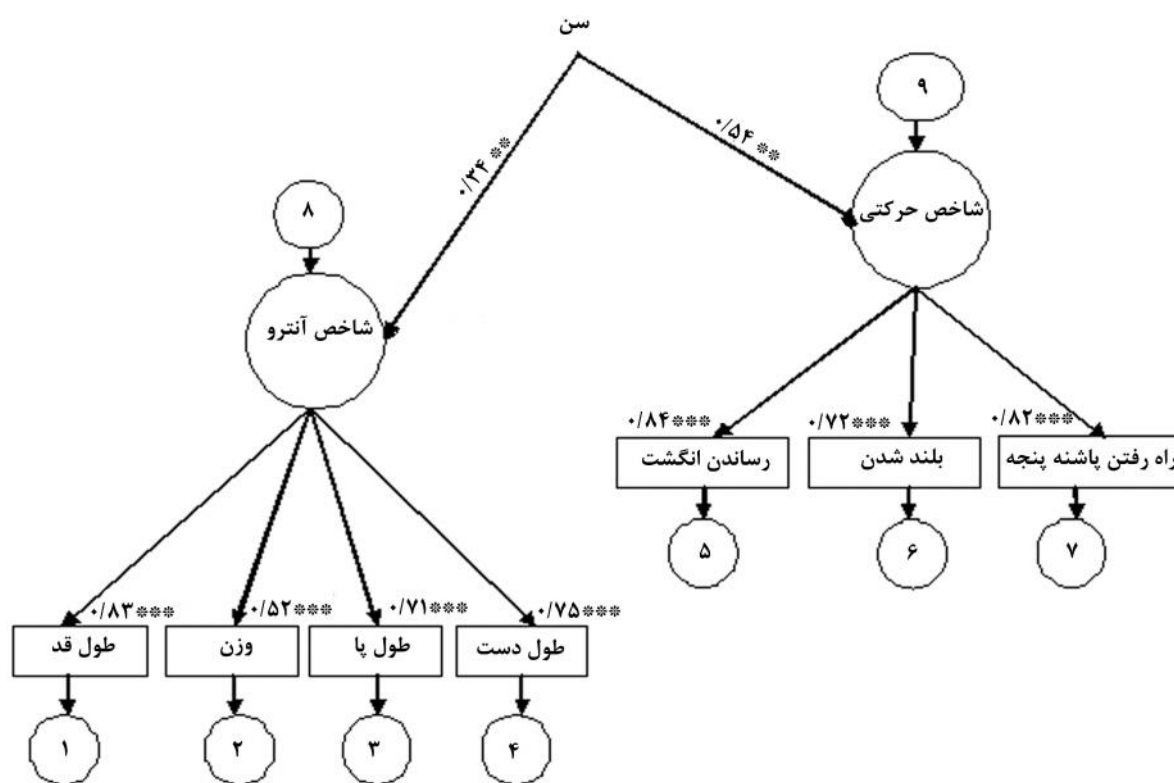 سن
۹
۰/۵۴**
۰/۳۴**
شاخص حرکتی
۸
شاخص آنترو
۰/۸۴***
۰/۷۲***
۰/۸۲***
راه رفتن پاشنه پنجه
بلند شدن
رساندن انگشت
۷
۶
۵
۰/۷۵***
۰/۷۱***
۰/۵۲***
۰/۸۳***
طول دست
طول پا
وزن
طول قد
۴
۳
۲
۱